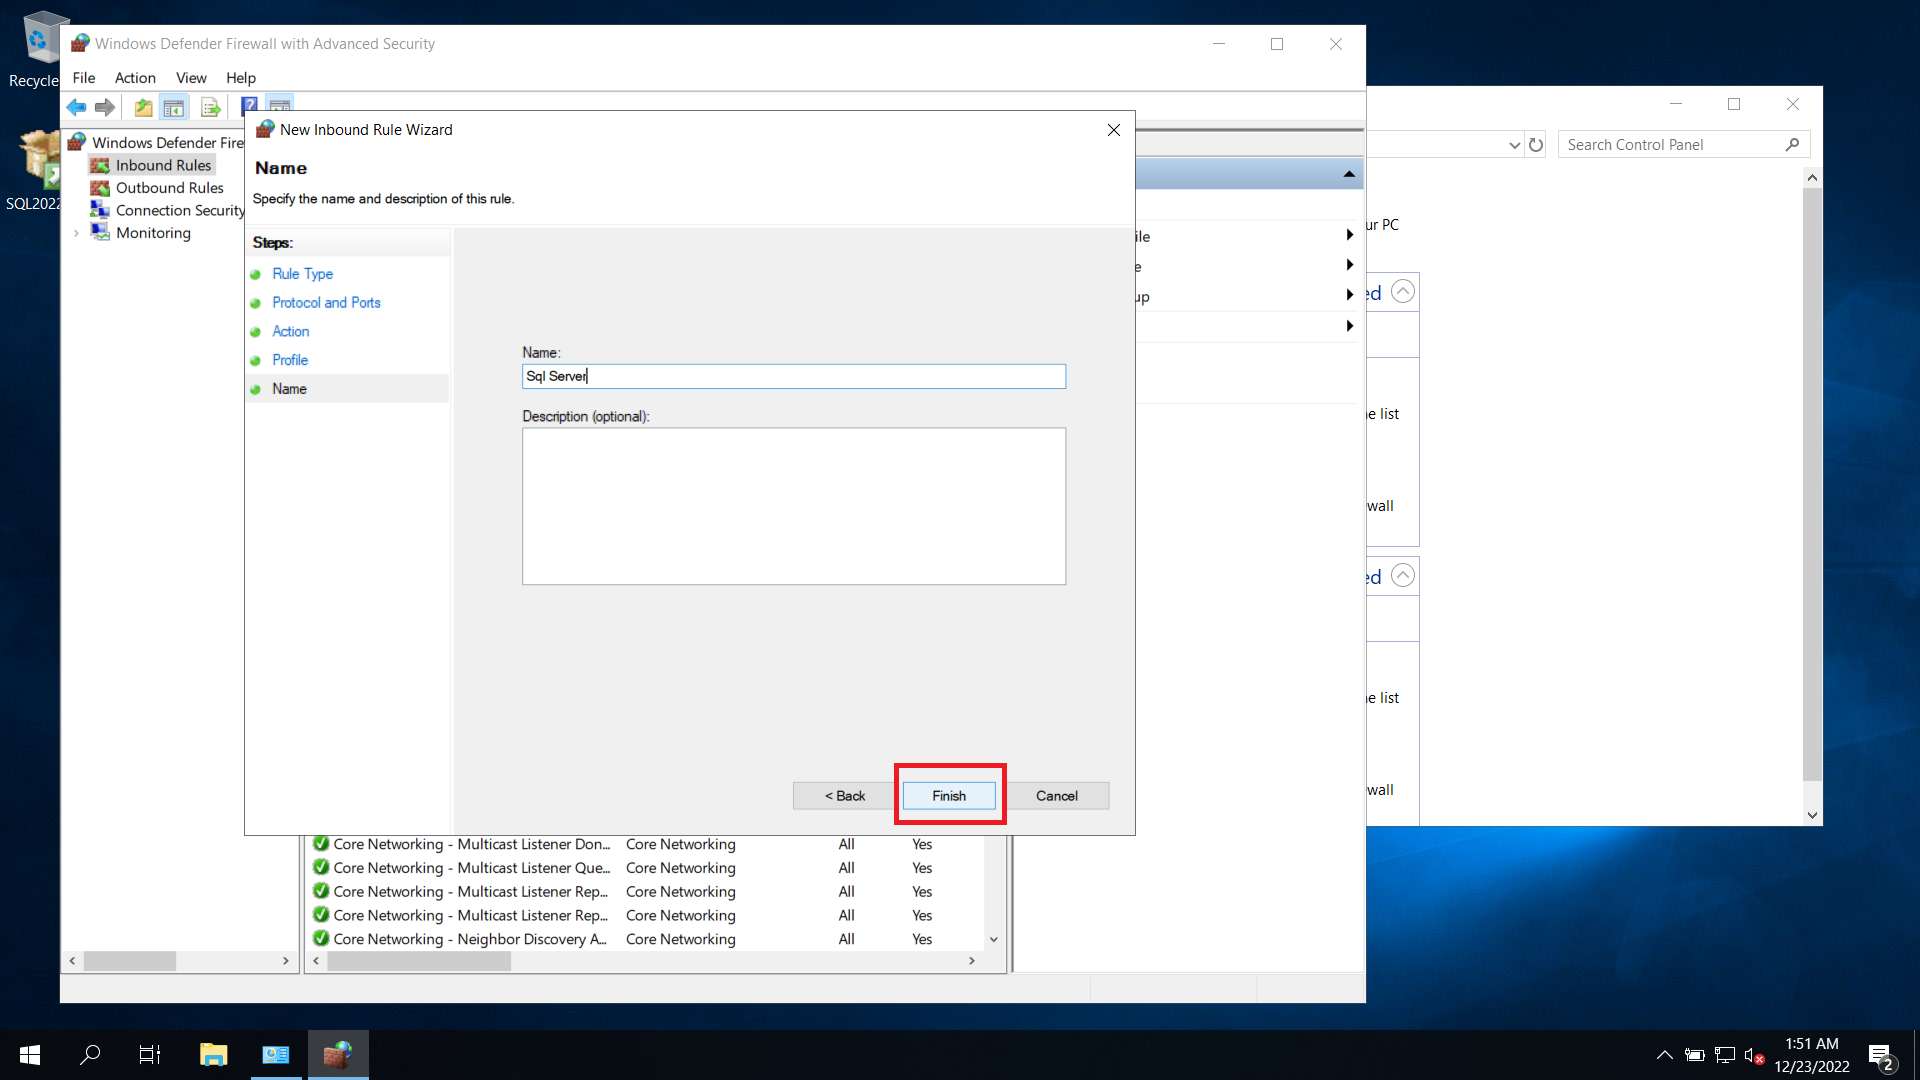 Recycle
SQL2022
Windows Defender Firewall with Advanced Security
File Action View Help
Windows Defender Fire
Inbound Rules
Outbound Rules
Connection Security
Monitoring
New Inbound Rule Wizard
Name
Specify the name and description of this rule.
Steps:
Rule Type
Protocol and Ports
Action
Profile
Name
Name:
Sql Server
Description (optional):
< Back Finish Cancel
ile
e
up
Search Control Panel
ur PC
ed
e list
wall
ed
e list
wall
Core Networking - Multicast Listener Don... Core Networking All Yes
Core Networking - Multicast Listener Que... Core Networking All Yes
Core Networking - Multicast Listener Rep... Core Networking All Yes
Core Networking - Multicast Listener Rep... Core Networking All Yes
Core Networking - Neighbor Discovery A... Core Networking All Yes
1:51 AM
12/23/2022
2